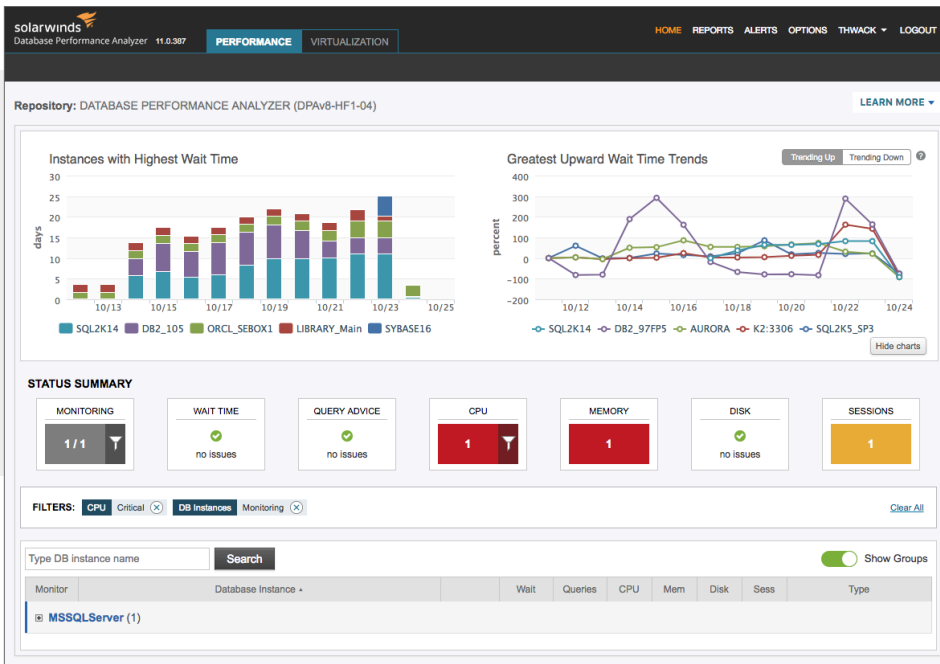 solarwinds
Database Performance Analyzer 11.0.387
PERFORMANCE VIRTUALIZATION
HOME REPORTS ALERTS OPTIONS THWACK LOGOUT
Repository: DATABASE PERFORMANCE ANALYZER (DPAv8-HF1-04)
LEARN MORE
Instances with Highest Wait Time
30
25
20
15
10
5
0
days
10/13 10/15 10/17 10/19 10/21 10/23 10/25
SQL2K14 DB2_105 ORCL_SEBOX1 LIBRARY_Main SYBASE16
Greatest Upward Wait Time Trends
Trending Up Trending Down ?
400
300
200
100
0
-100
-200
percent
10/12 10/14 10/16 10/18 10/20 10/22 10/24
SQL2K14 DB2_97FP5 AURORA K2:3306 SQL2K5_SP3
Hide charts
STATUS SUMMARY
MONITORING
1 / 1
WAIT TIME
no issues
QUERY ADVICE
no issues
CPU
1
MEMORY
1
DISK
no issues
SESSIONS
1
FILTERS: CPU Critical DB Instances Monitoring Clear All
Type DB instance name Search Show Groups
Monitor Database Instance Wait Queries CPU Mem Disk Sess Type
MSSQLServer (1)